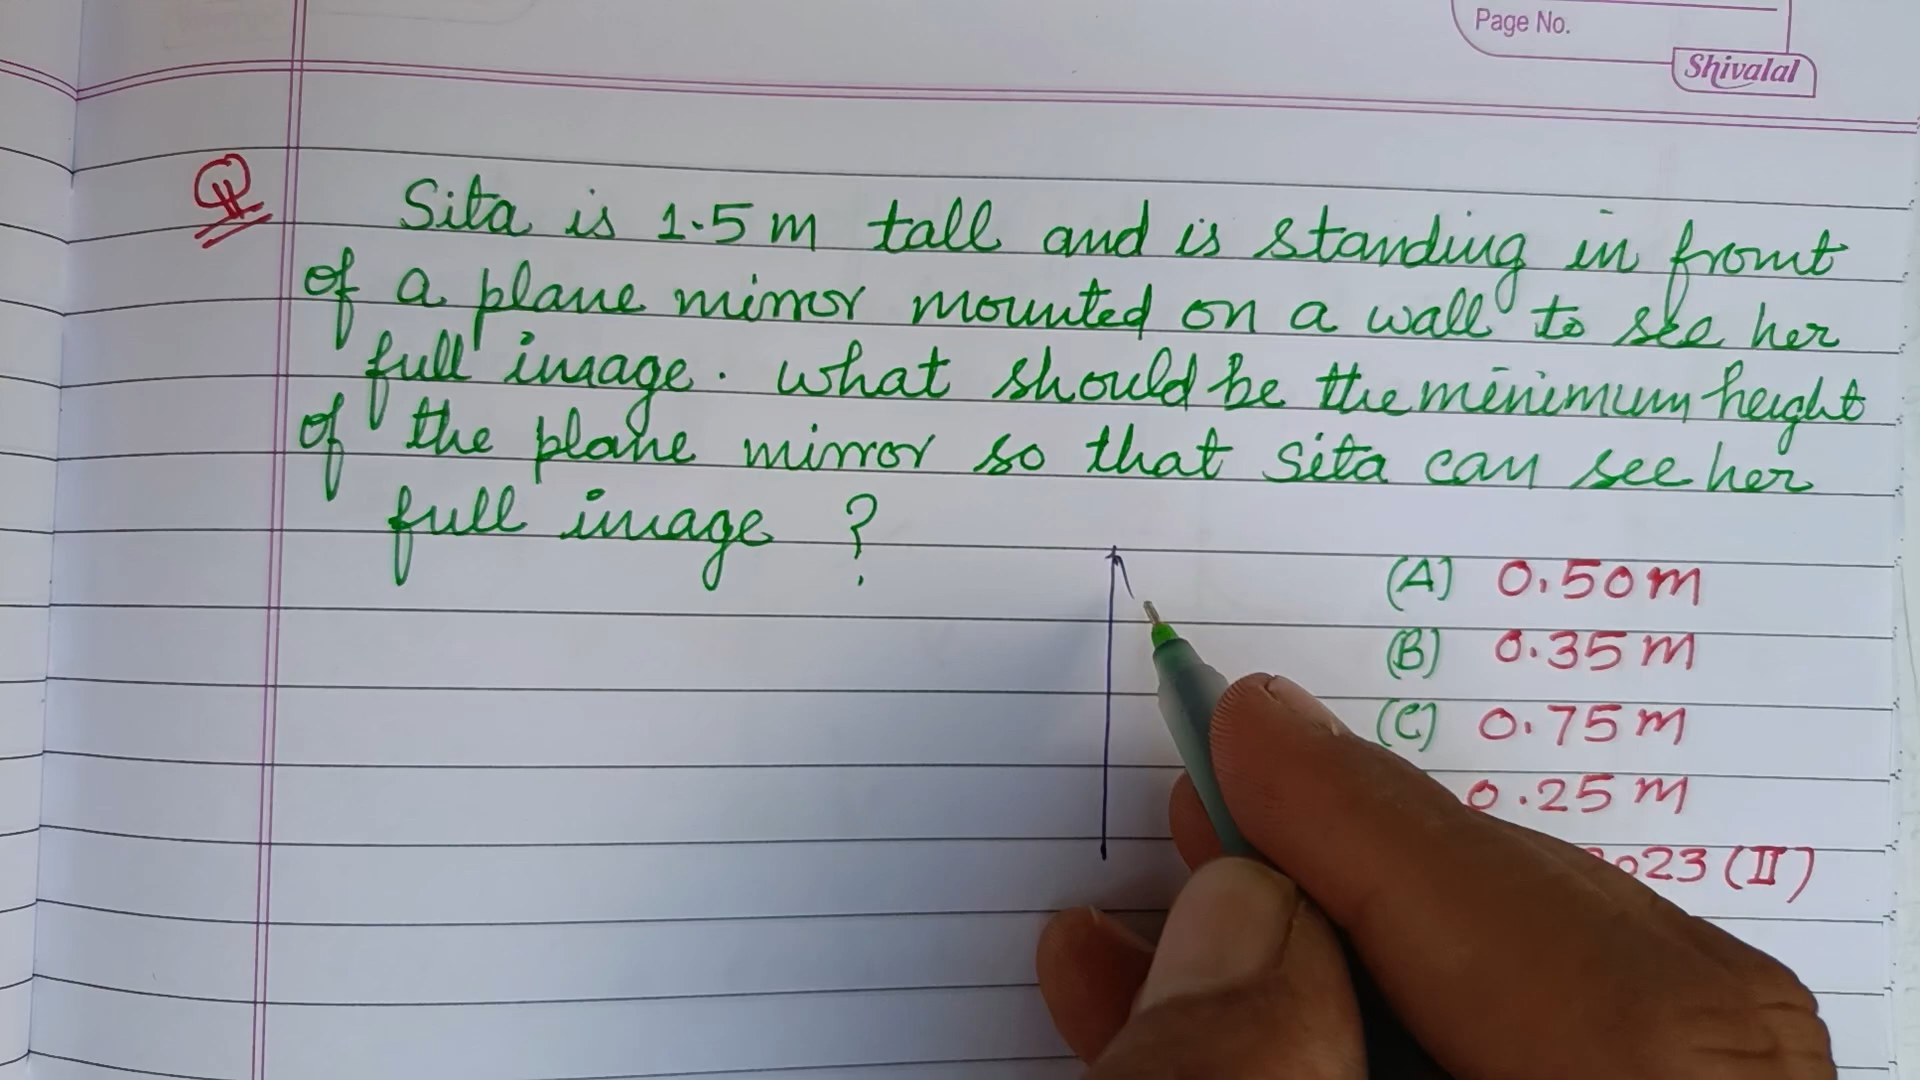 Page No.
Shivalal
Q
Sita is 1.5 m tall and is standing in front
of a plane mirror mounted on a wall to see her
full image. what should be the minimum height
of the plane mirror so that Sita can see her
full image ?
(A) 0.50 m
(B) 0.35 m
(C) 0.75 m
0.25 m
023 (II)